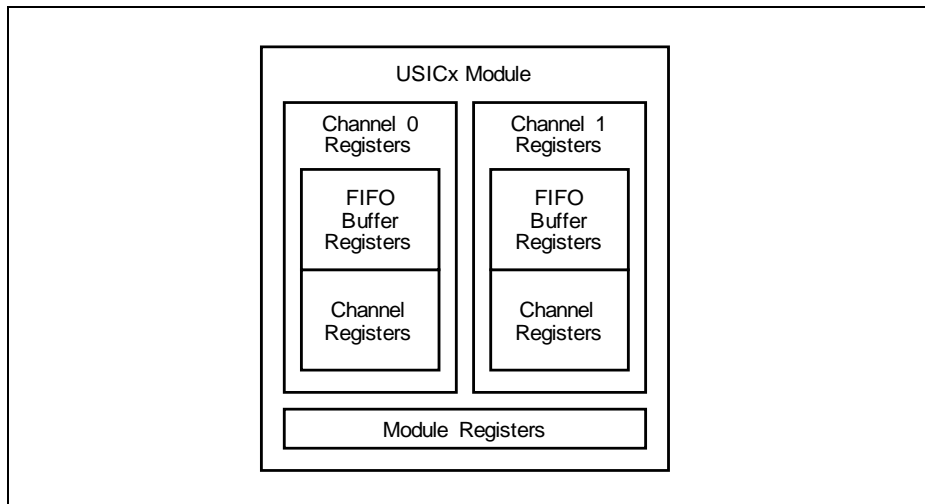 USICx Module
Channel 0
Registers
FIFO
Buffer
Registers
Channel
Registers
Channel 1
Registers
FIFO
Buffer
Registers
Channel
Registers
Module Registers